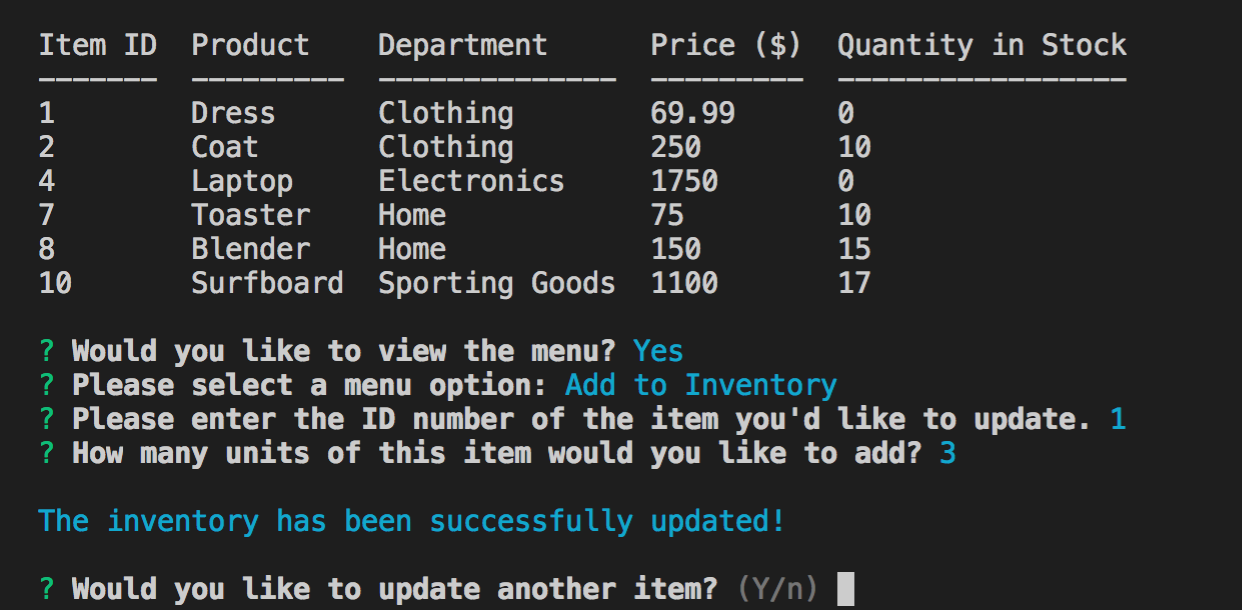 Item ID  Product    Department      Price ($)  Quantity in Stock
-------  ---------  --------------  ---------  -----------------
1        Dress      Clothing        69.99      0
2        Coat       Clothing        250        10
4        Laptop     Electronics     1750       0
7        Toaster    Home            75         10
8        Blender    Home            150        15
10       Surfboard  Sporting Goods  1100       17
? Would you like to view the menu? Yes
? Please select a menu option: Add to Inventory
? Please enter the ID number of the item you'd like to update. 1
? How many units of this item would you like to add? 3
The inventory has been successfully updated!
? Would you like to update another item? (Y/n)